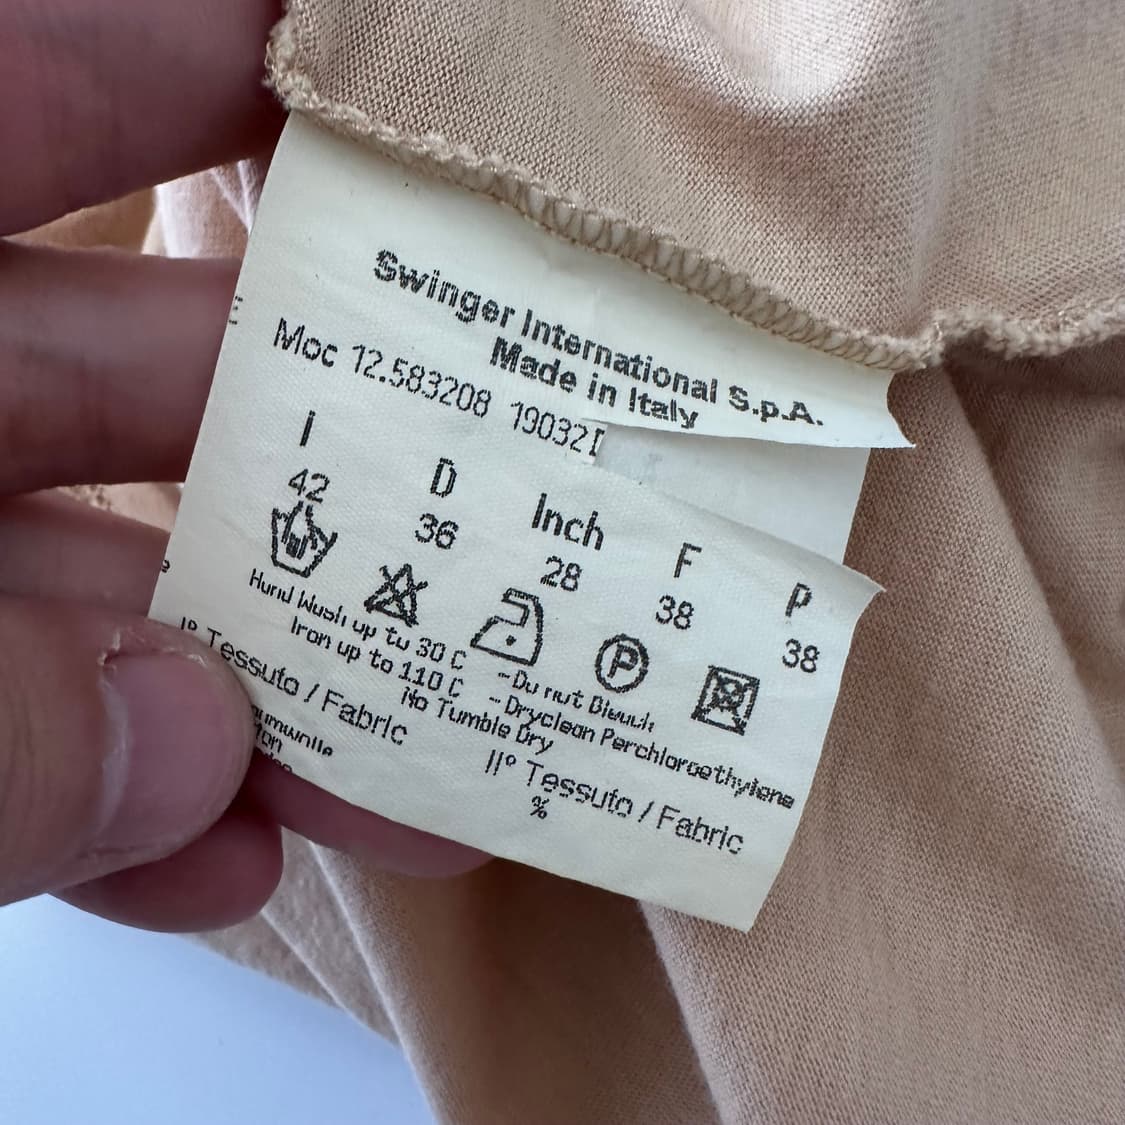 Swinger International S.p.A.
Made in Italy
Moc 12.583208 19032
I D Inch F P
42 36 28 38 38
P
Hand Wash up to 30 C - Do not Bleach
Iron up to 110 C - Dryclean Perchloroethylene
No Tumble Dry
I° Tessuto / Fabric
II° Tessuto / Fabric
%